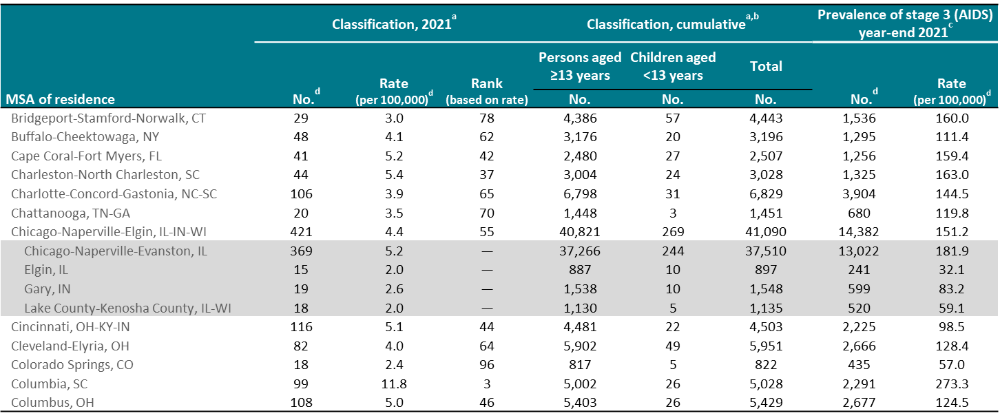 Classification, 2021a Classification, cumulativea,b Prevalence of stage 3 (AIDS)
year-end 2021c
Persons aged Children aged
≥13 years <13 years Total
Rate Rank Rate
MSA of residence No.d (per 100,000)d (based on rate) No. No. No. No.d (per 100,000)d
Bridgeport-Stamford-Norwalk, CT 29 3.0 78 4,386 57 4,443 1,536 160.0
Buffalo-Cheektowaga, NY 48 4.1 62 3,176 20 3,196 1,295 111.4
Cape Coral-Fort Myers, FL 41 5.2 42 2,480 27 2,507 1,256 159.4
Charleston-North Charleston, SC 44 5.4 37 3,004 24 3,028 1,325 163.0
Charlotte-Concord-Gastonia, NC-SC 106 3.9 65 6,798 31 6,829 3,904 144.5
Chattanooga, TN-GA 20 3.5 70 1,448 3 1,451 680 119.8
Chicago-Naperville-Elgin, IL-IN-WI 421 4.4 55 40,821 269 41,090 14,382 151.2
Chicago-Naperville-Evanston, IL 369 5.2 — 37,266 244 37,510 13,022 181.9
Elgin, IL 15 2.0 — 887 10 897 241 32.1
Gary, IN 19 2.6 — 1,538 10 1,548 599 83.2
Lake County-Kenosha County, IL-WI 18 2.0 — 1,130 5 1,135 520 59.1
Cincinnati, OH-KY-IN 116 5.1 44 4,481 22 4,503 2,225 98.5
Cleveland-Elyria, OH 82 4.0 64 5,902 49 5,951 2,666 128.4
Colorado Springs, CO 18 2.4 96 817 5 822 435 57.0
Columbia, SC 99 11.8 3 5,002 26 5,028 2,291 273.3
Columbus, OH 108 5.0 46 5,403 26 5,429 2,677 124.5